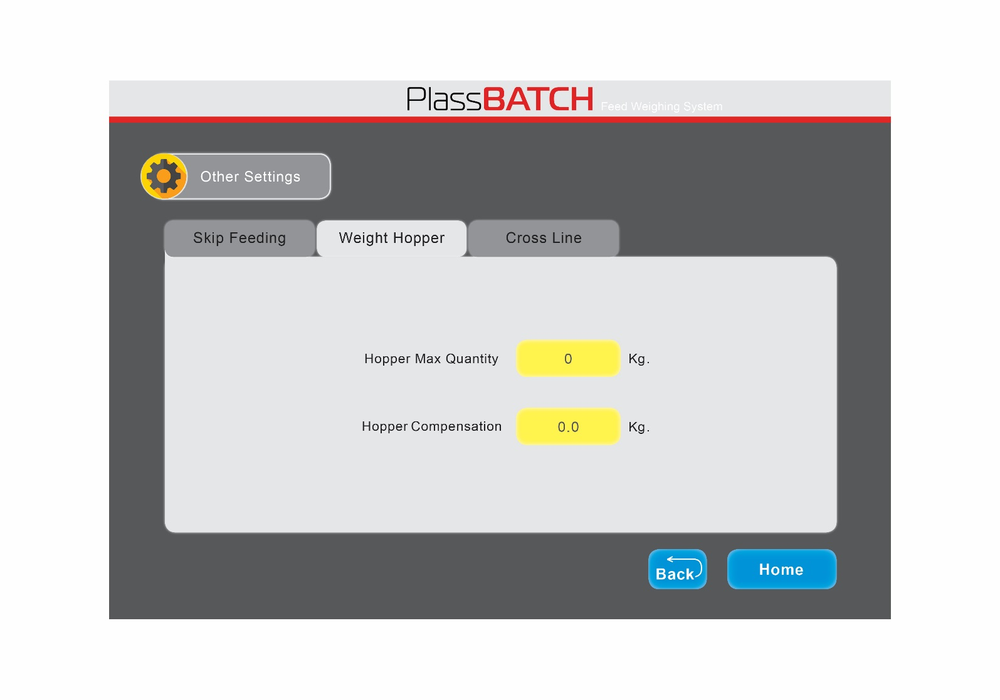 PlassBATCH Feed Weighing System
Other Settings
Skip Feeding Weight Hopper Cross Line
Hopper Max Quantity 0 Kg.
Hopper Compensation 0.0 Kg.
Back Home